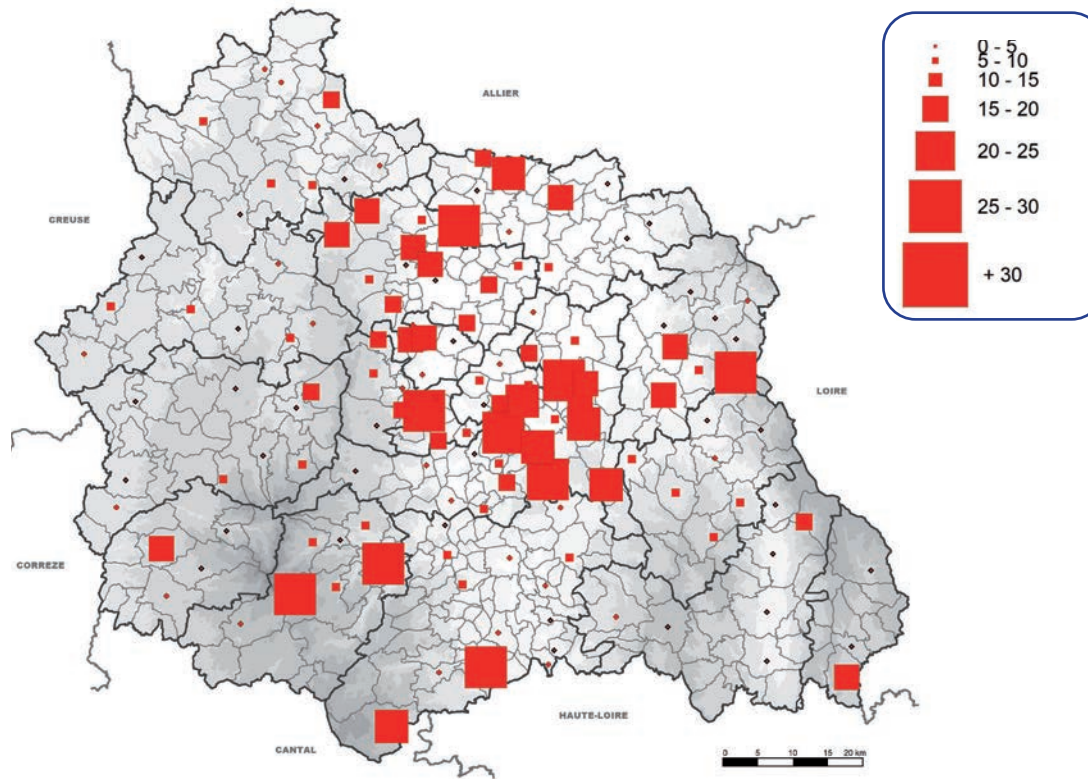 0 - 5
5 - 10
10 - 15
15 - 20
20 - 25
25 - 30
+ 30
ALLIER
CREUSE
LOIRE
CORREZE
HAUTE-LOIRE
CANTAL
0 5 10 15 20 km